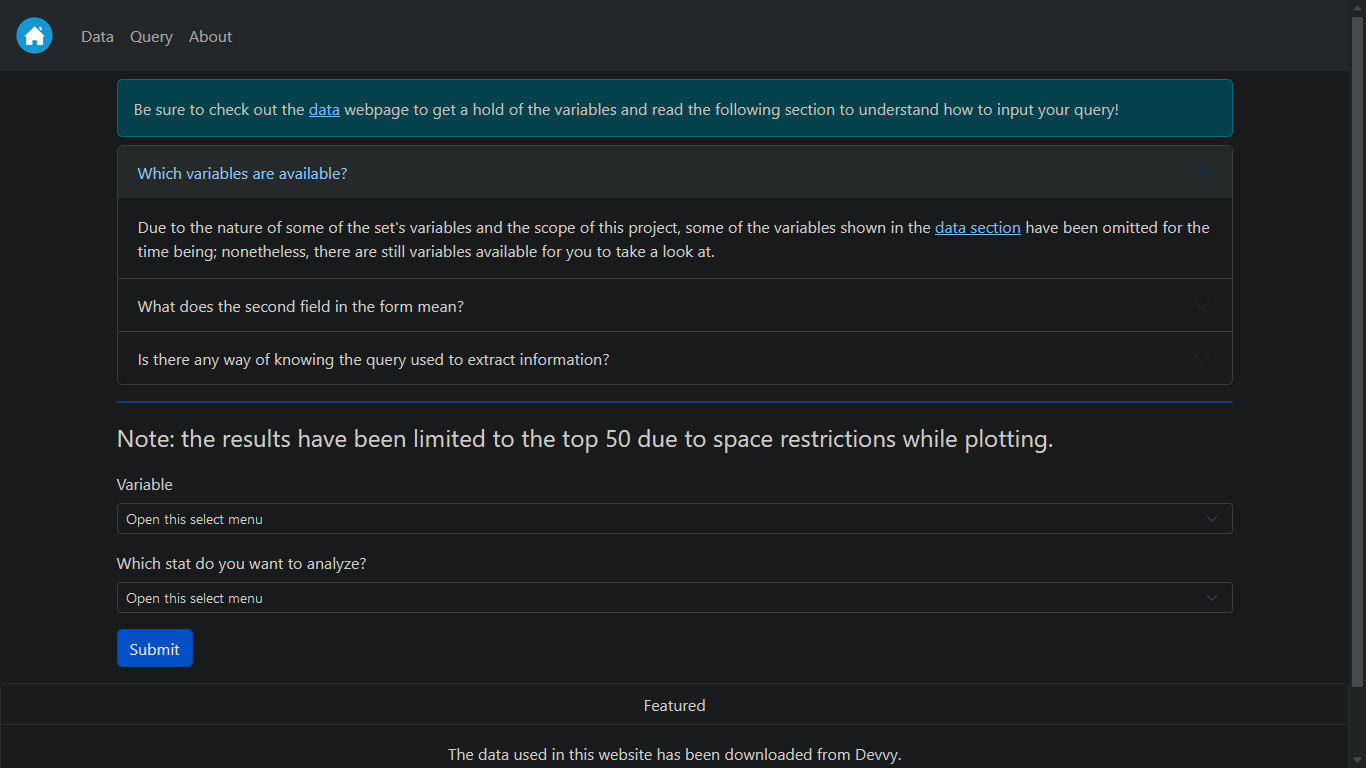 Data Query About
Be sure to check out the data webpage to get a hold of the variables and read the following section to understand how to input your query!
Which variables are available?
Due to the nature of some of the set's variables and the scope of this project, some of the variables shown in the data section have been omitted for the
time being; nonetheless, there are still variables available for you to take a look at.
What does the second field in the form mean?
Is there any way of knowing the query used to extract information?
Note: the results have been limited to the top 50 due to space restrictions while plotting.
Variable
Open this select menu
Which stat do you want to analyze?
Open this select menu
Submit
Featured
The data used in this website has been downloaded from Devvy.